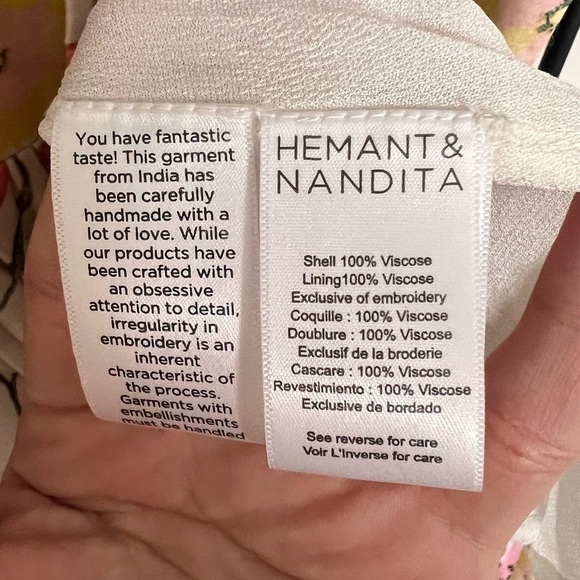 You have fantastic
taste! This garment
from India has
been carefully
handmade with a
lot of love. While
our products have
been crafted with
an obsessive
attention to detail,
irregularity in
embroidery is an
inherent
characteristic of
the process.
Garments with
embellishments
must be handled
HEMANT &
NANDITA
Shell 100% Viscose
Lining100% Viscose
Exclusive of embroidery
Coquille : 100% Viscose
Doublure : 100% Viscose
Exclusif de la broderie
Cascare : 100% Viscose
Revestimiento : 100% Viscose
Exclusive de bordado
See reverse for care
Voir L'Inverse for care